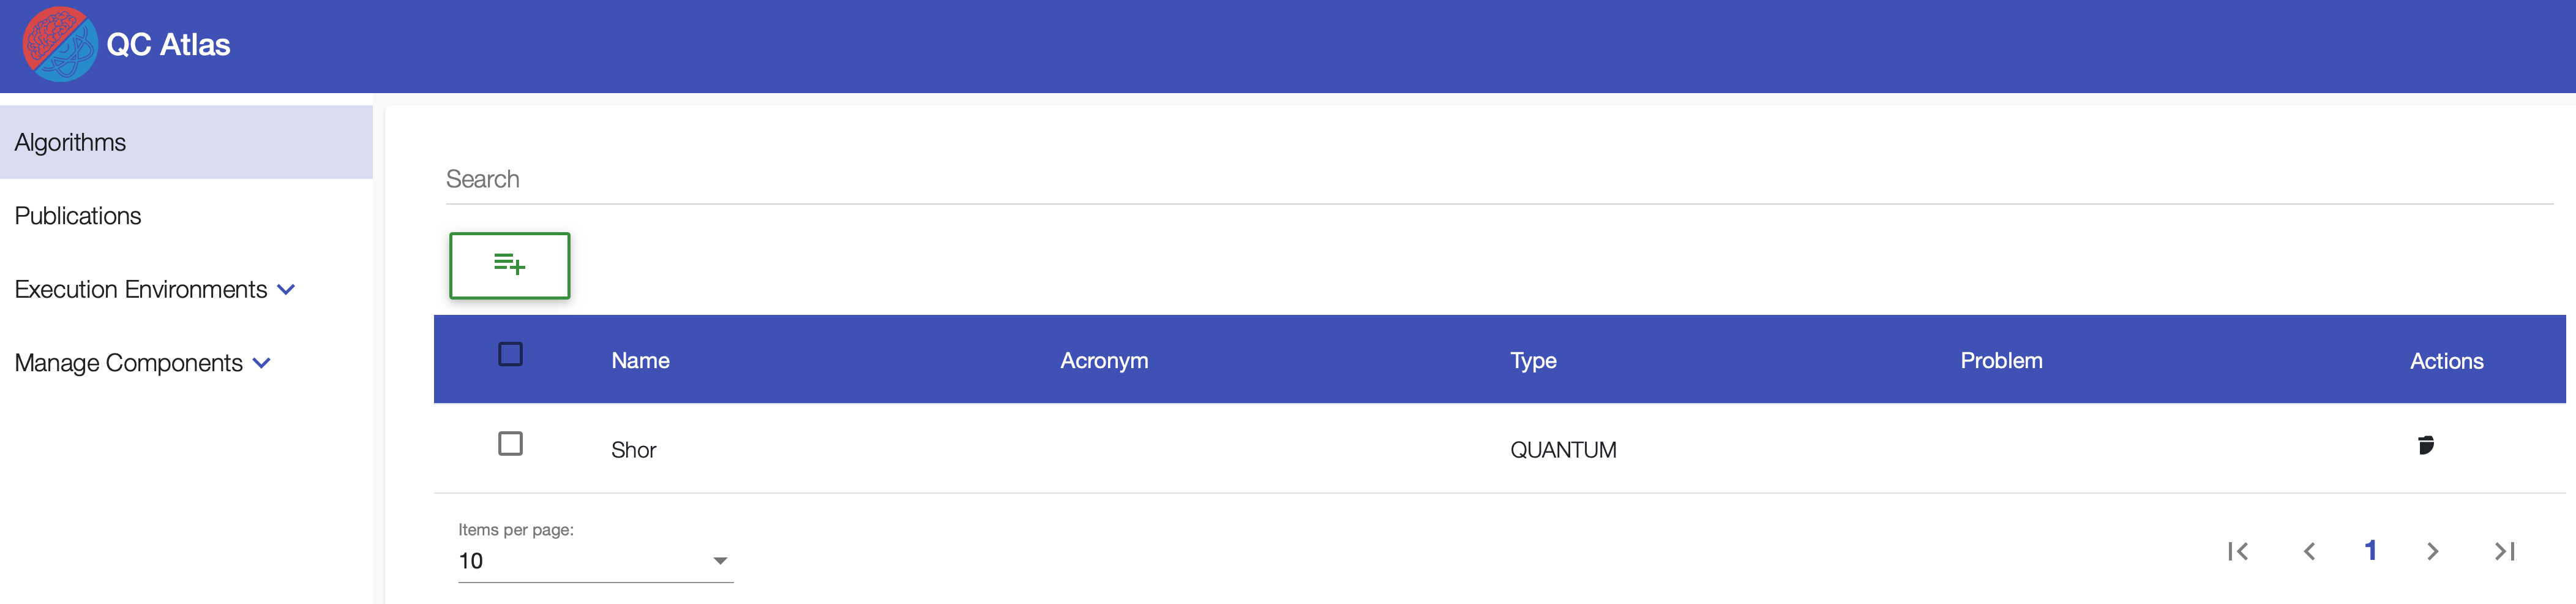 QC Atlas
Algorithms
Publications
Execution Environments
Manage Components
Search
Name Acronym Type Problem Actions
Shor QUANTUM
Items per page:
10
1